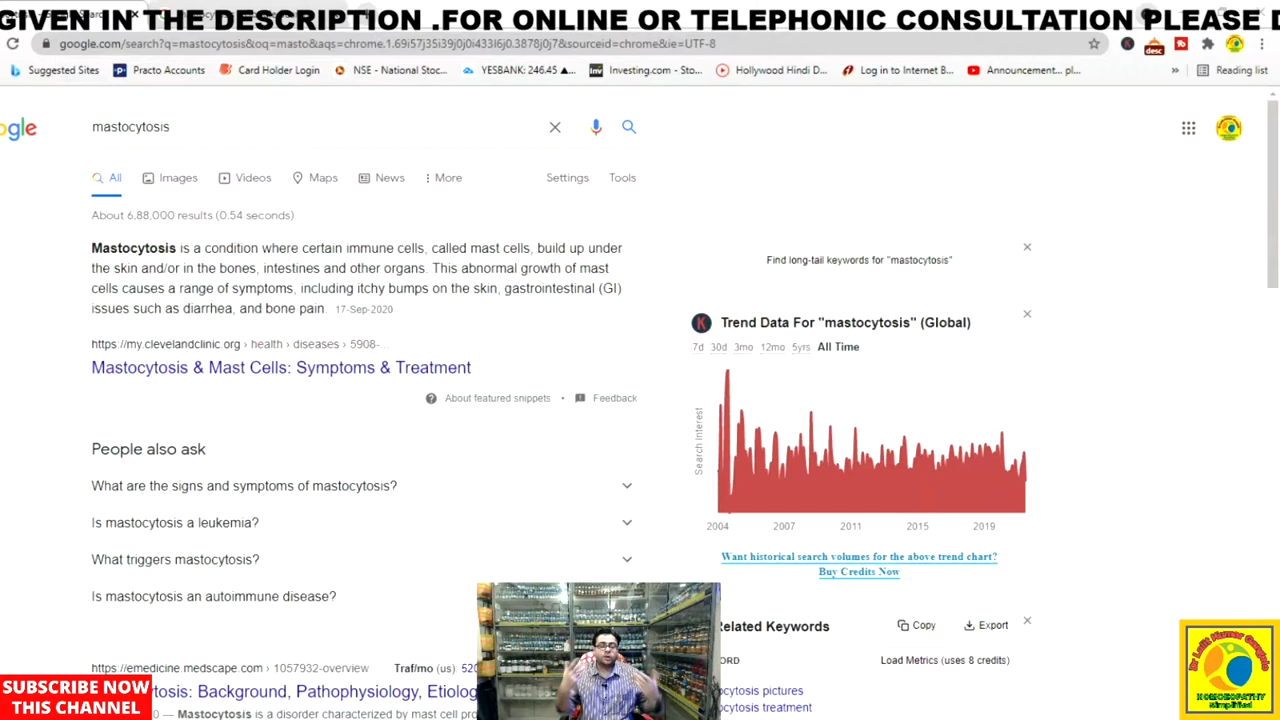 GIVEN IN THE DESCRIPTION .FOR ONLINE OR TELEPHONIC CONSULTATION PLEASE
google.com/search?q=mastocytosis&oq=masto&aqs=chrome.1.69i57j35i39j0j0i433l6j0.3878j0j7&sourceid=chrome&ie=UTF-8
Suggested Sites Practo Accounts Card Holder Login NSE - National Stoc... YESBANK: 246.45 ▲... Investing.com - Sto... Hollywood Hindi D... Log in to Internet B... Announcement... pl... » Reading list
mastocytosis
All Images Videos Maps News More Settings Tools
About 6,88,000 results (0.54 seconds)
Mastocytosis is a condition where certain immune cells, called mast cells, build up under
the skin and/or in the bones, intestines and other organs. This abnormal growth of mast
cells causes a range of symptoms, including itchy bumps on the skin, gastrointestinal (GI)
issues such as diarrhea, and bone pain. 17-Sep-2020
https://my.clevelandclinic.org › health › diseases › 5908-...
Mastocytosis & Mast Cells: Symptoms & Treatment
About featured snippets • Feedback
People also ask
What are the signs and symptoms of mastocytosis?
Is mastocytosis a leukemia?
What triggers mastocytosis?
Is mastocytosis an autoimmune disease?
https://emedicine.medscape.com › 1057932-overview Traf/mo (us): 520
tosis: Background, Pathophysiology, Etiolog
— Mastocytosis is a disorder characterized by mast cell pro
Find long-tail keywords for "mastocytosis"
Trend Data For "mastocytosis" (Global)
7d 30d 3mo 12mo 5yrs All Time
Search Interest
2004 2007 2011 2015 2019
Want historical search volumes for the above trend chart?
Buy Credits Now
Related Keywords Copy Export
ORD Load Metrics (uses 8 credits)
ocytosis pictures
ocytosis treatment
SUBSCRIBE NOW
THIS CHANNEL
HOMOEOPATHY
Simplified